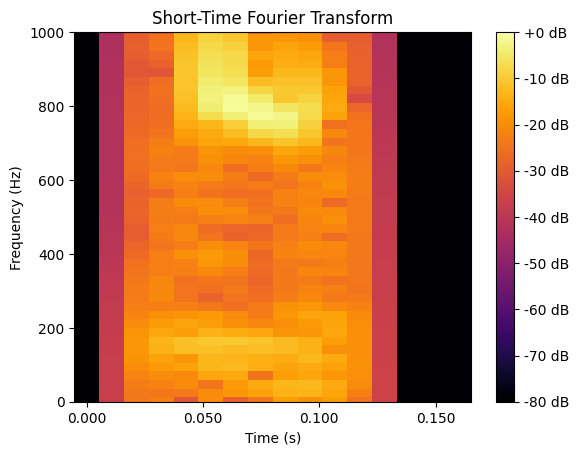 Short-Time Fourier Transform
1000
800
600
400
200
0
Frequency (Hz)
0.000
0.050
0.100
0.150
Time (s)
+0 dB
-10 dB
-20 dB
-30 dB
-40 dB
-50 dB
-60 dB
-70 dB
-80 dB